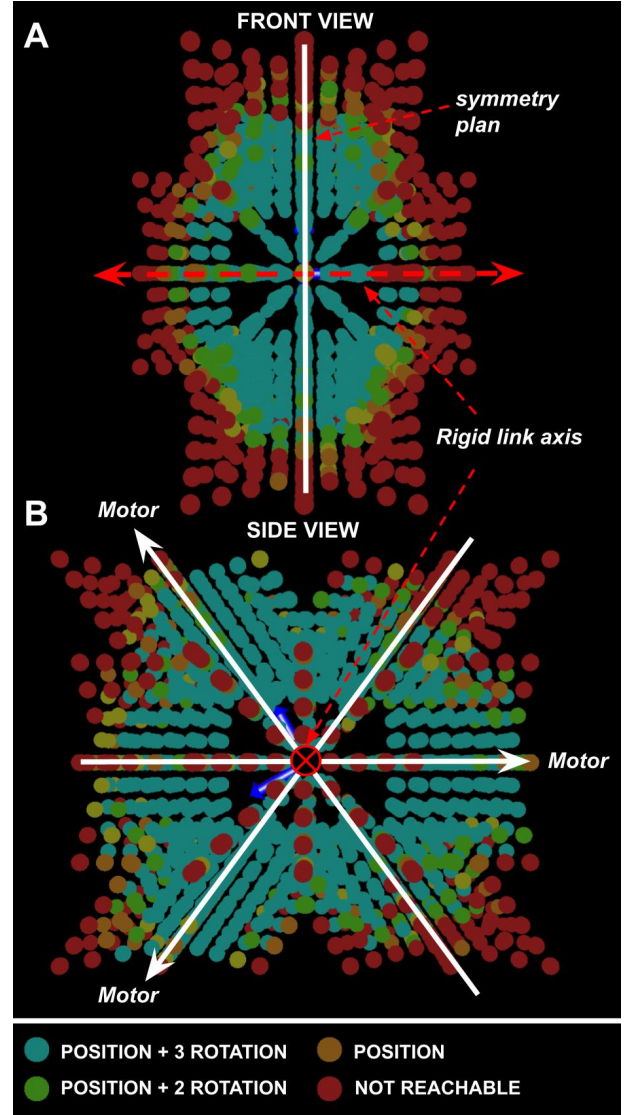 A
FRONT VIEW
symmetry
plan
Rigid link axis
B
Motor
SIDE VIEW
Motor
Motor
POSITION + 3 ROTATION
POSITION
POSITION + 2 ROTATION
NOT REACHABLE